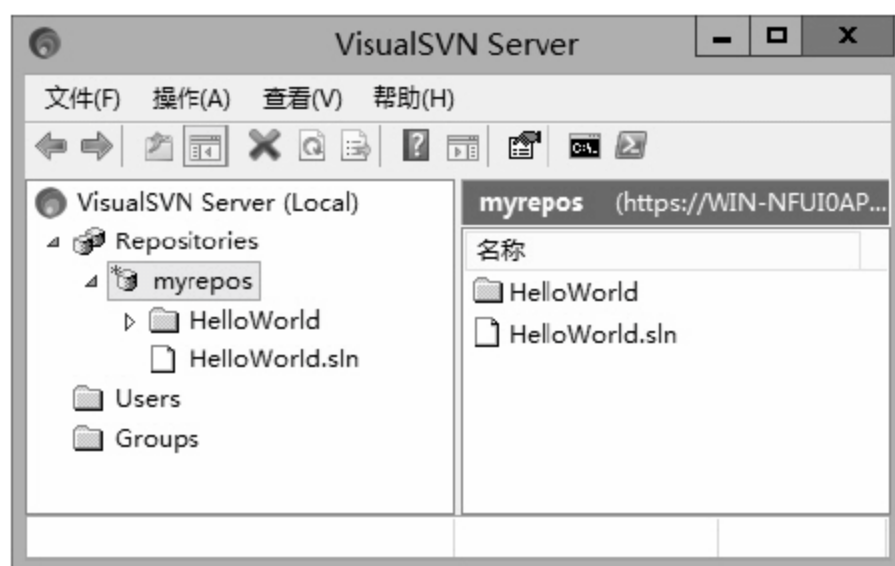 VisualSVN Server
文件(F) 操作(A) 查看(V) 帮助(H)
VisualSVN Server (Local)
Repositories
myrepos
HelloWorld
HelloWorld.sln
Users
Groups
myrepos (https://WIN-NFUI0AP...
名称
HelloWorld
HelloWorld.sln